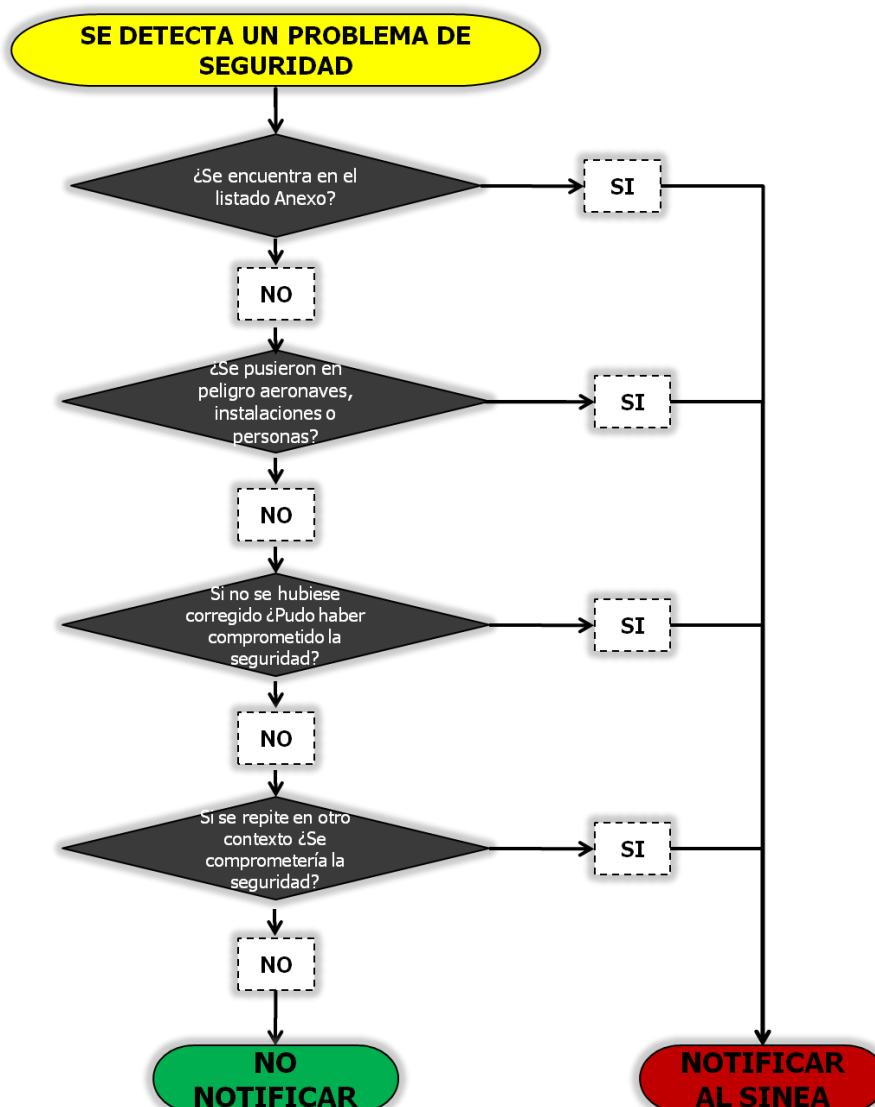 SE DETECTA UN PROBLEMA DE
SEGURIDAD
¿Se encuentra en el
listado Anexo?
SI
NO
¿Se pusieron en
peligro aeronaves,
instalaciones o
personas?
SI
NO
Si no se hubiese
corregido ¿Pudo haber
comprometido la
seguridad?
SI
NO
Si se repite en otro
contexto ¿Se
comprometería la
seguridad?
SI
NO
NO
NOTIFICAR
NOTIFICAR
AL SINEA